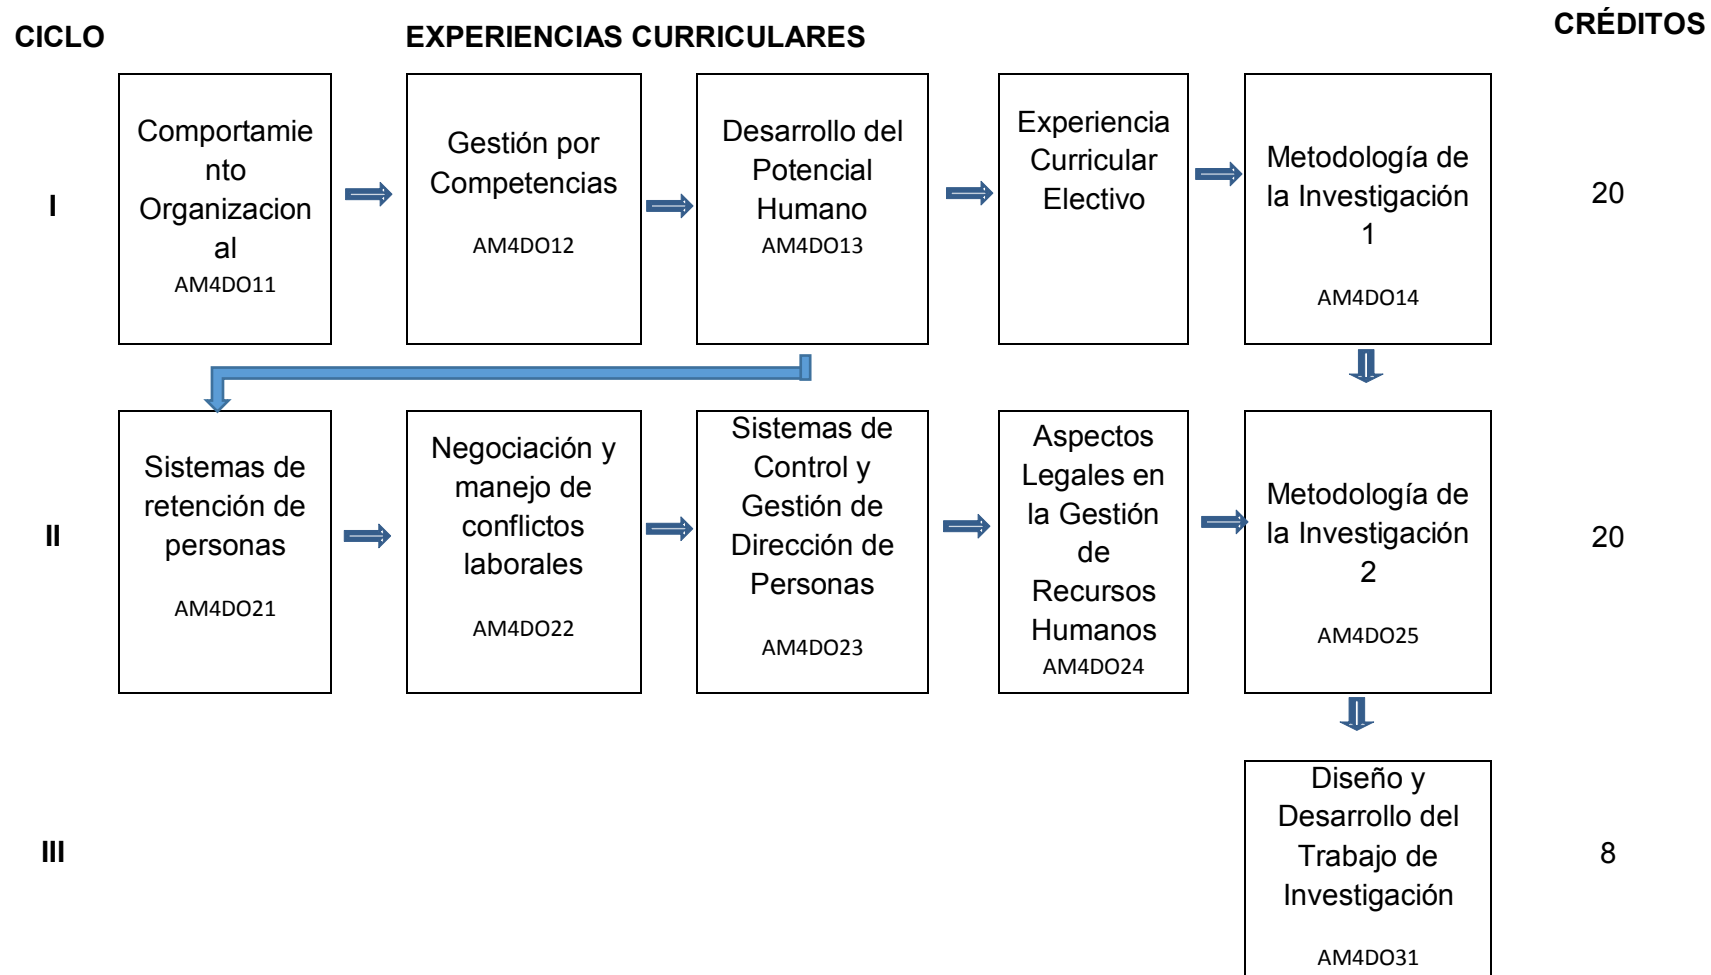 CICLO
EXPERIENCIAS CURRICULARES
CRÉDITOS
I
Comportamie
nto
Organizacion
al
AM4DO11
Gestión por
Competencias
AM4DO12
Desarrollo del
Potencial
Humano
AM4DO13
Experiencia
Curricular
Electivo
Metodología de
la Investigación
1
AM4DO14
20
II
Sistemas de
retención de
personas
AM4DO21
Negociación y
manejo de
conflictos
laborales
AM4DO22
Sistemas de
Control y
Gestión de
Dirección de
Personas
AM4DO23
Aspectos
Legales en
la Gestión
de
Recursos
Humanos
AM4DO24
Metodología de
la Investigación
2
AM4DO25
20
III
Diseño y
Desarrollo del
Trabajo de
Investigación
AM4DO31
8